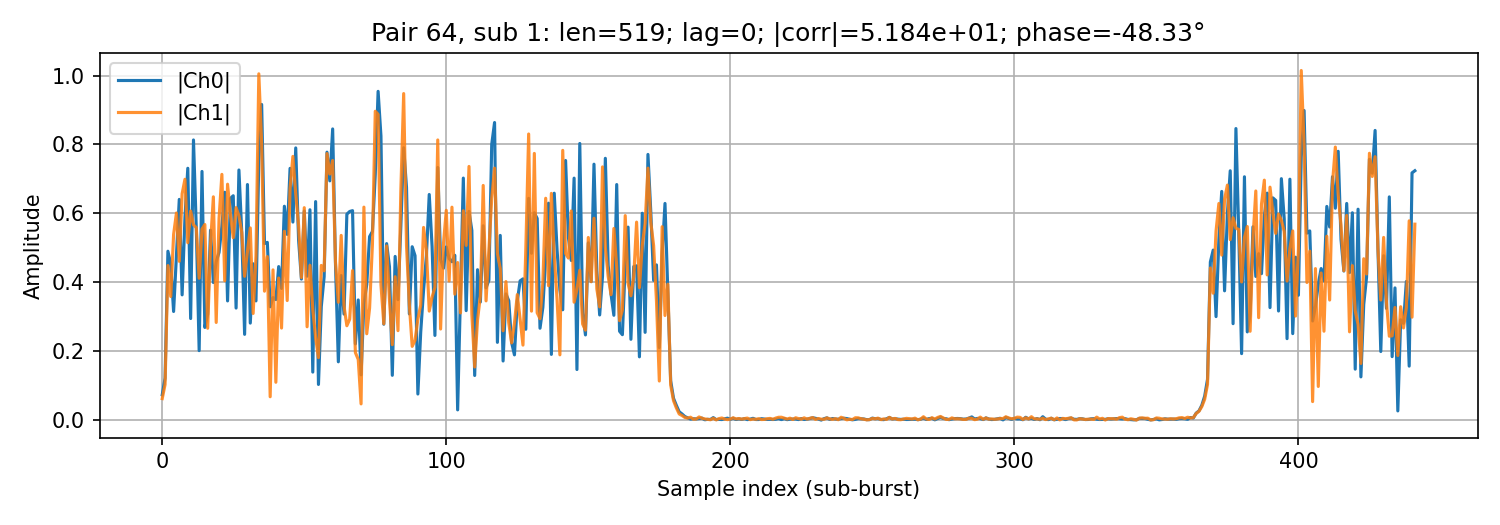 Pair 64, sub 1: len=519; lag=0; |corr|=5.184e+01; phase=-48.33°
|Ch0|
|Ch1|
1.0
0.8
0.6
0.4
0.2
0.0
Amplitude
0 100 200 300 400
Sample index (sub-burst)